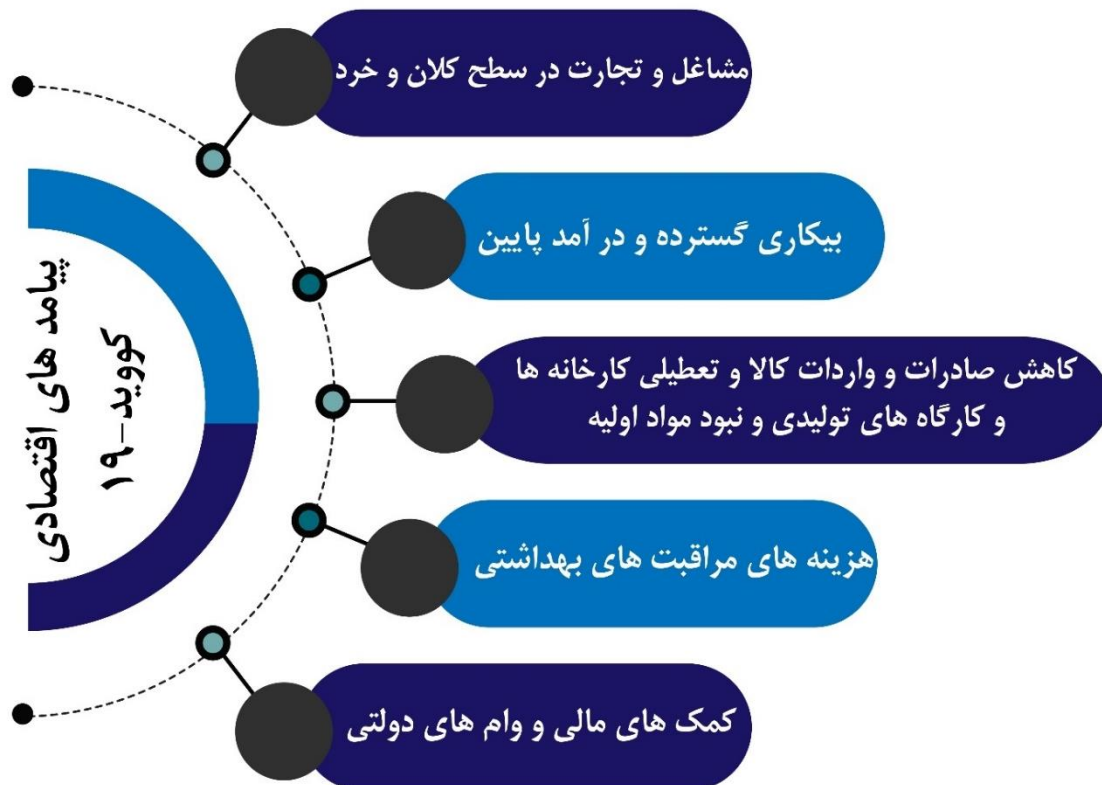 پیامد های اقتصادی
کووید-۱۹
مشاغل و تجارت در سطح کلان و خرد
بیکاری گسترده و در آمد پایین
کاهش صادرات و واردات کالا و تعطیلی کارخانه ها
و کارگاه های تولیدی و نبود مواد اولیه
هزینه های مراقبت های بهداشتی
کمک های مالی و وام های دولتی